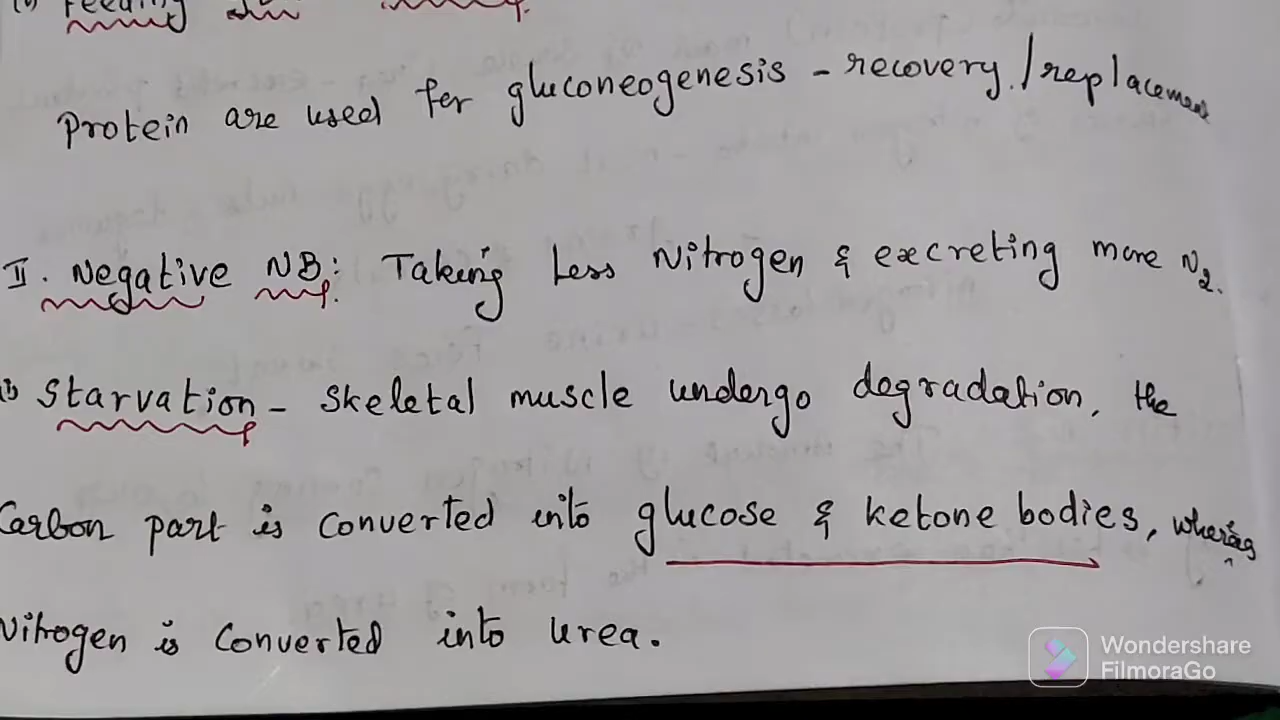 Feeding
Protein are used for gluconeogenesis - recovery./replacement
II. Negative NB: Taking Less Nitrogen & excreting more N2.
Starvation - Skeletal muscle undergo degradation, the
Carbon part is converted into glucose & ketone bodies, whereas
Nitrogen is converted into urea.
Wondershare
FilmoraGo